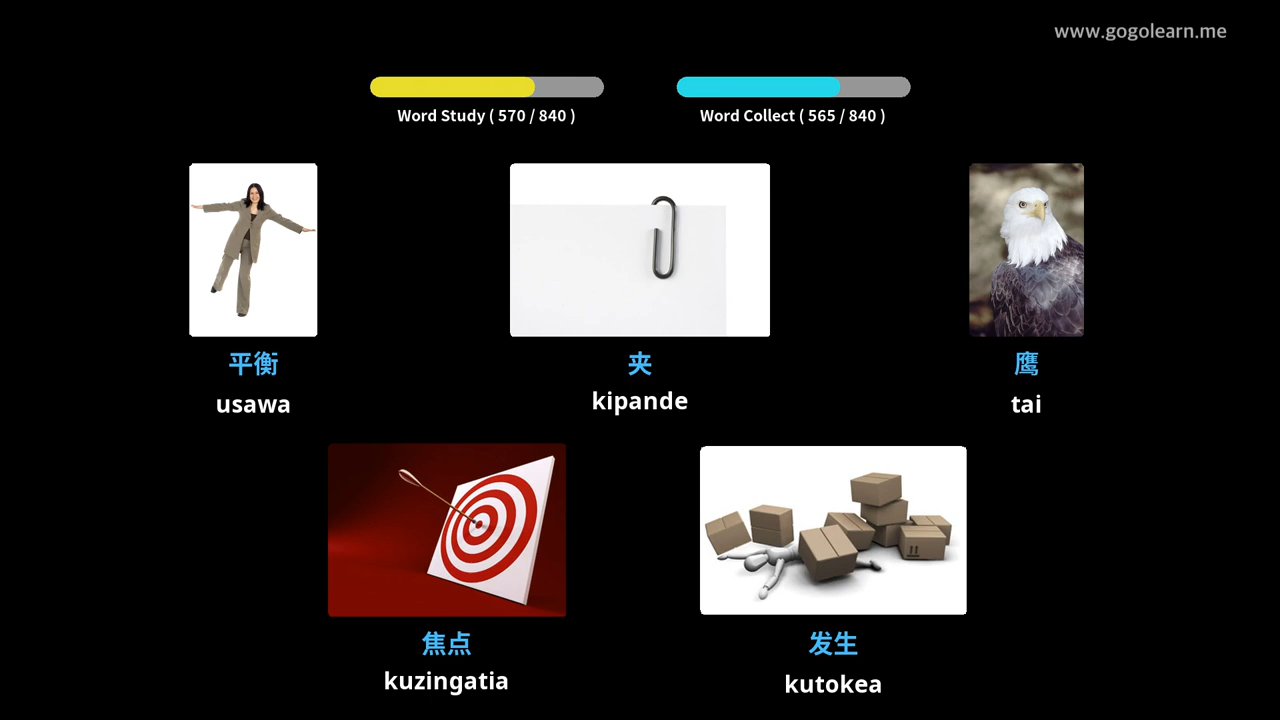 www.gogolearn.me
Word Study ( 570 / 840 )
Word Collect ( 565 / 840 )
平衡
usawa
夹
kipande
鹰
tai
焦点
kuzingatia
发生
kutokea